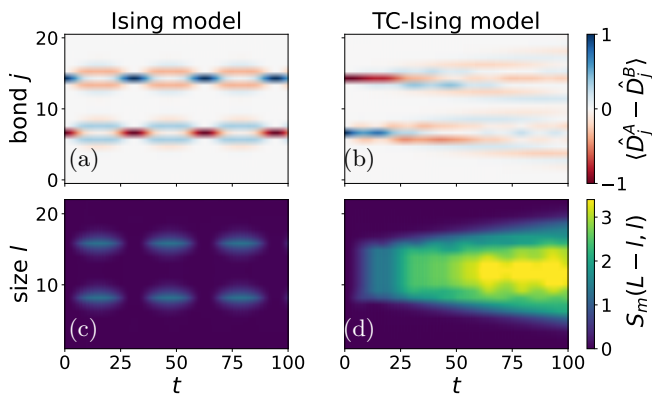 Ising model
TC-Ising model
20
10
0
bond j
(a)
(b)
1
0
−1
⟨D̂ⱼᴬ − D̂ⱼᴮ⟩
20
10
size l
(c)
(d)
3
2
1
0
Sₘ(L − l, l)
0 25 50 75 100
0 25 50 75 100
t
t